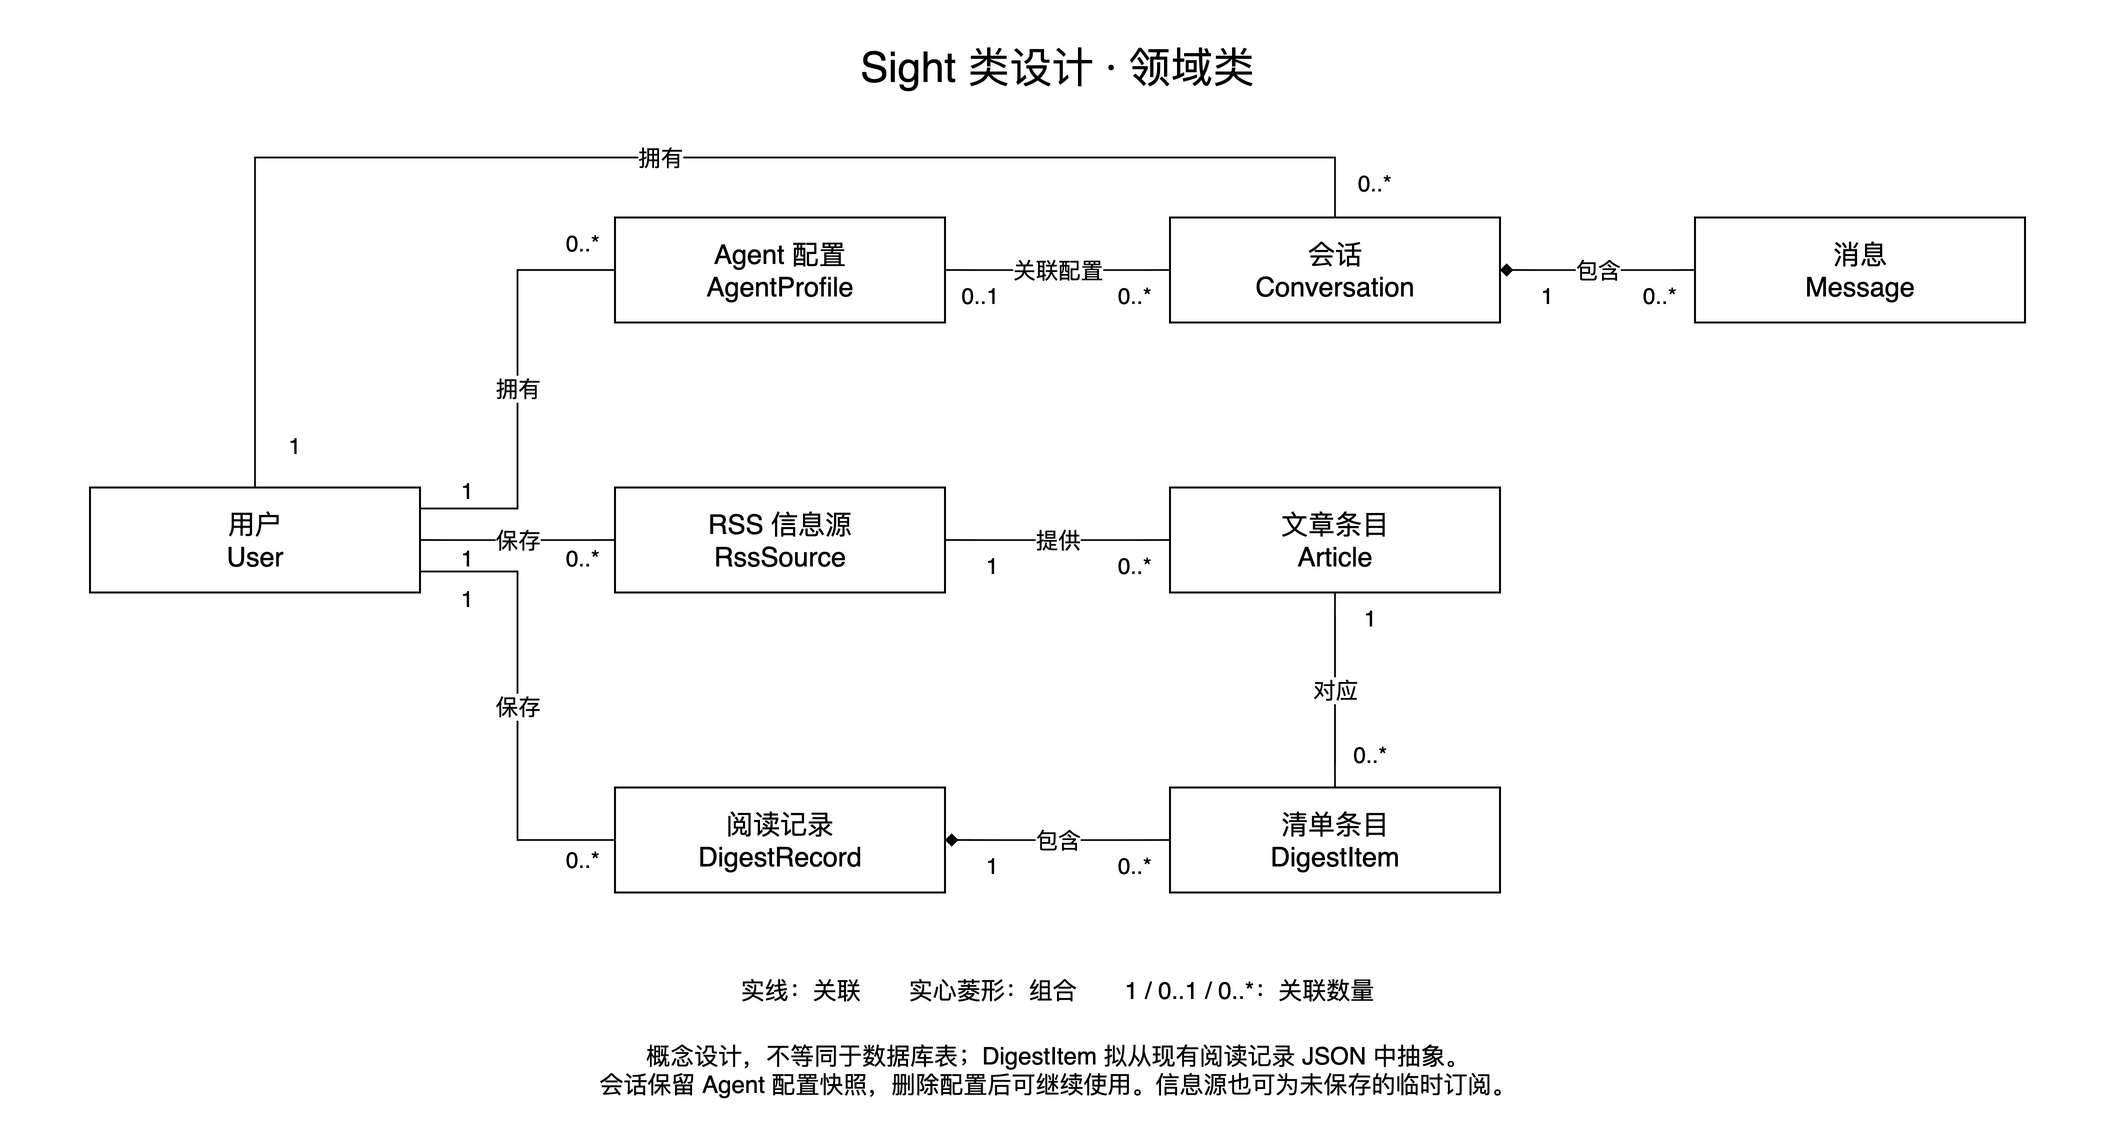 Sight 类设计 · 领域类
拥有
0..*
0..*
Agent 配置
AgentProfile
0..1
关联配置
0..*
会话
Conversation
1
包含
0..*
消息
Message
拥有
1
1
用户
User
保存
1
0..*
1
RSS 信息源
RssSource
1
提供
0..*
文章条目
Article
1
对应
0..*
保存
0..*
阅读记录
DigestRecord
1
包含
0..*
清单条目
DigestItem
实线：关联 实心菱形：组合 1 / 0..1 / 0..*：关联数量
概念设计，不等同于数据库表；DigestItem 拟从现有阅读记录 JSON 中抽象。
会话保留 Agent 配置快照，删除配置后可继续使用。信息源也可为未保存的临时订阅。